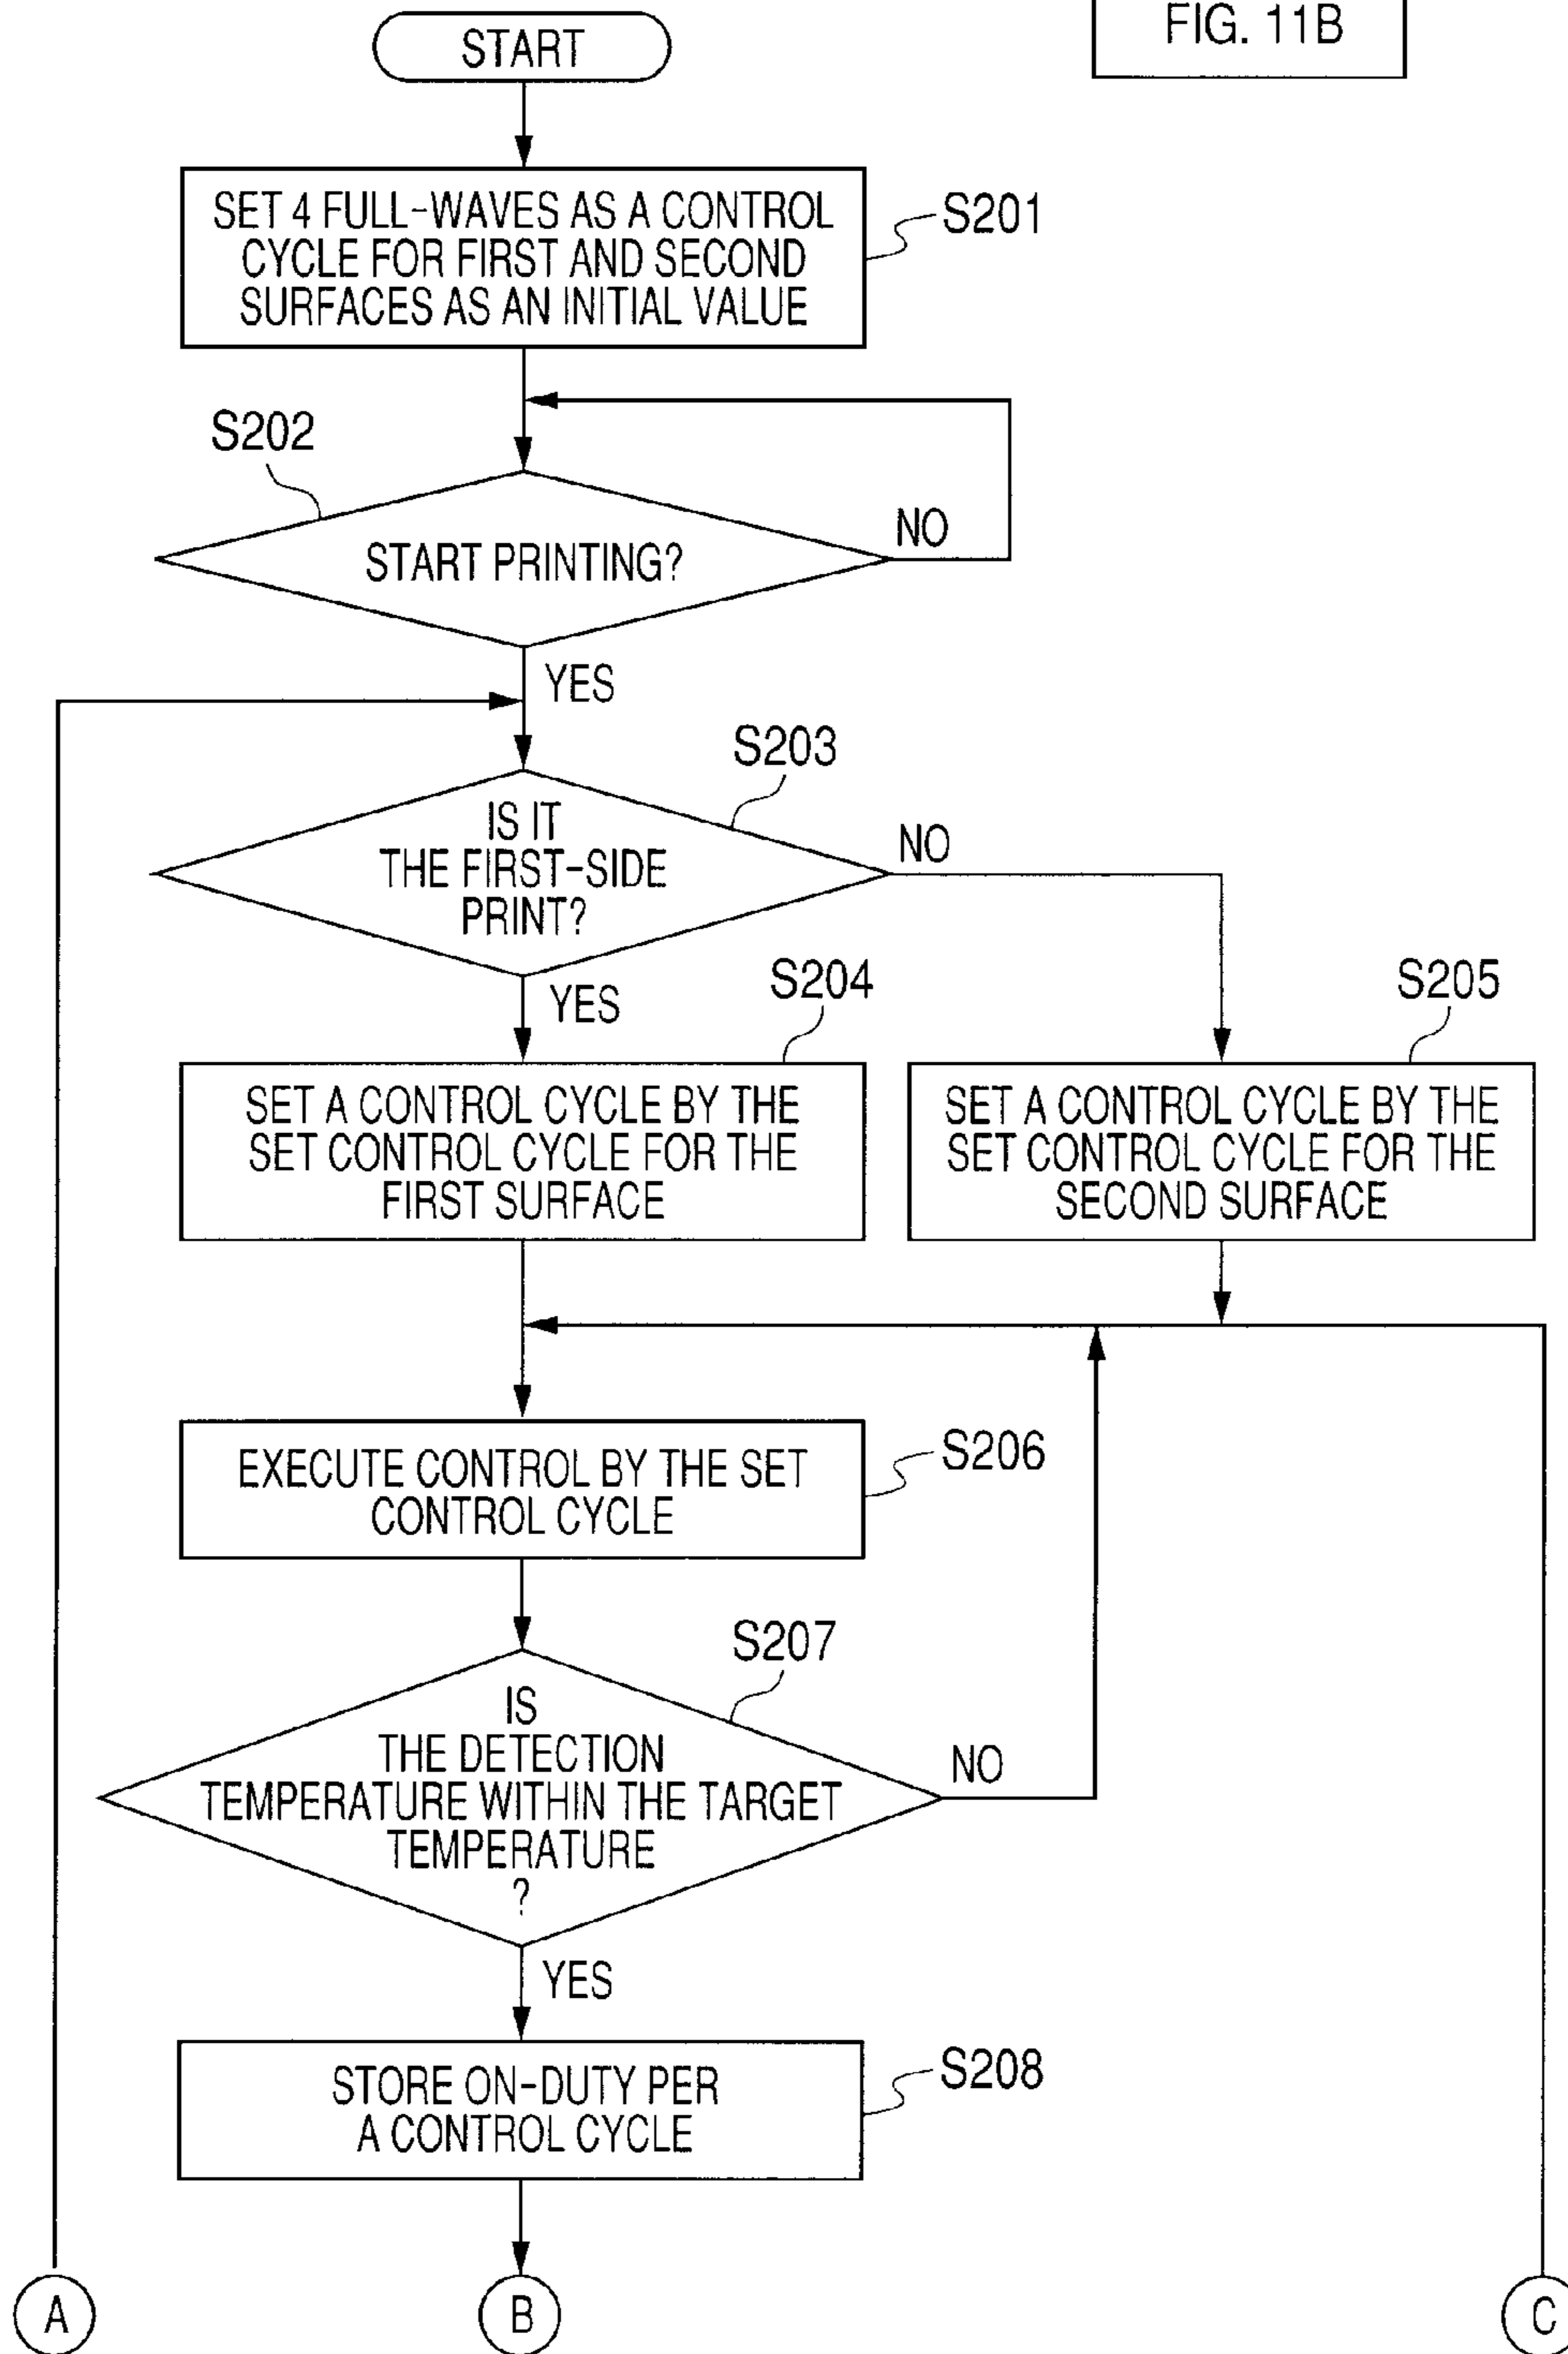 FIG. 11B
START
SET 4 FULL-WAVES AS A CONTROL
CYCLE FOR FIRST AND SECOND
SURFACES AS AN INITIAL VALUE
S201
S202
START PRINTING?
NO
YES
S203
IS IT
THE FIRST-SIDE
PRINT?
NO
YES
S204
SET A CONTROL CYCLE BY THE
SET CONTROL CYCLE FOR THE
FIRST SURFACE
S205
SET A CONTROL CYCLE BY THE
SET CONTROL CYCLE FOR THE
SECOND SURFACE
EXECUTE CONTROL BY THE SET
CONTROL CYCLE
S206
S207
IS
THE DETECTION
TEMPERATURE WITHIN THE TARGET
TEMPERATURE
?
NO
YES
STORE ON-DUTY PER
A CONTROL CYCLE
S208
A
B
C